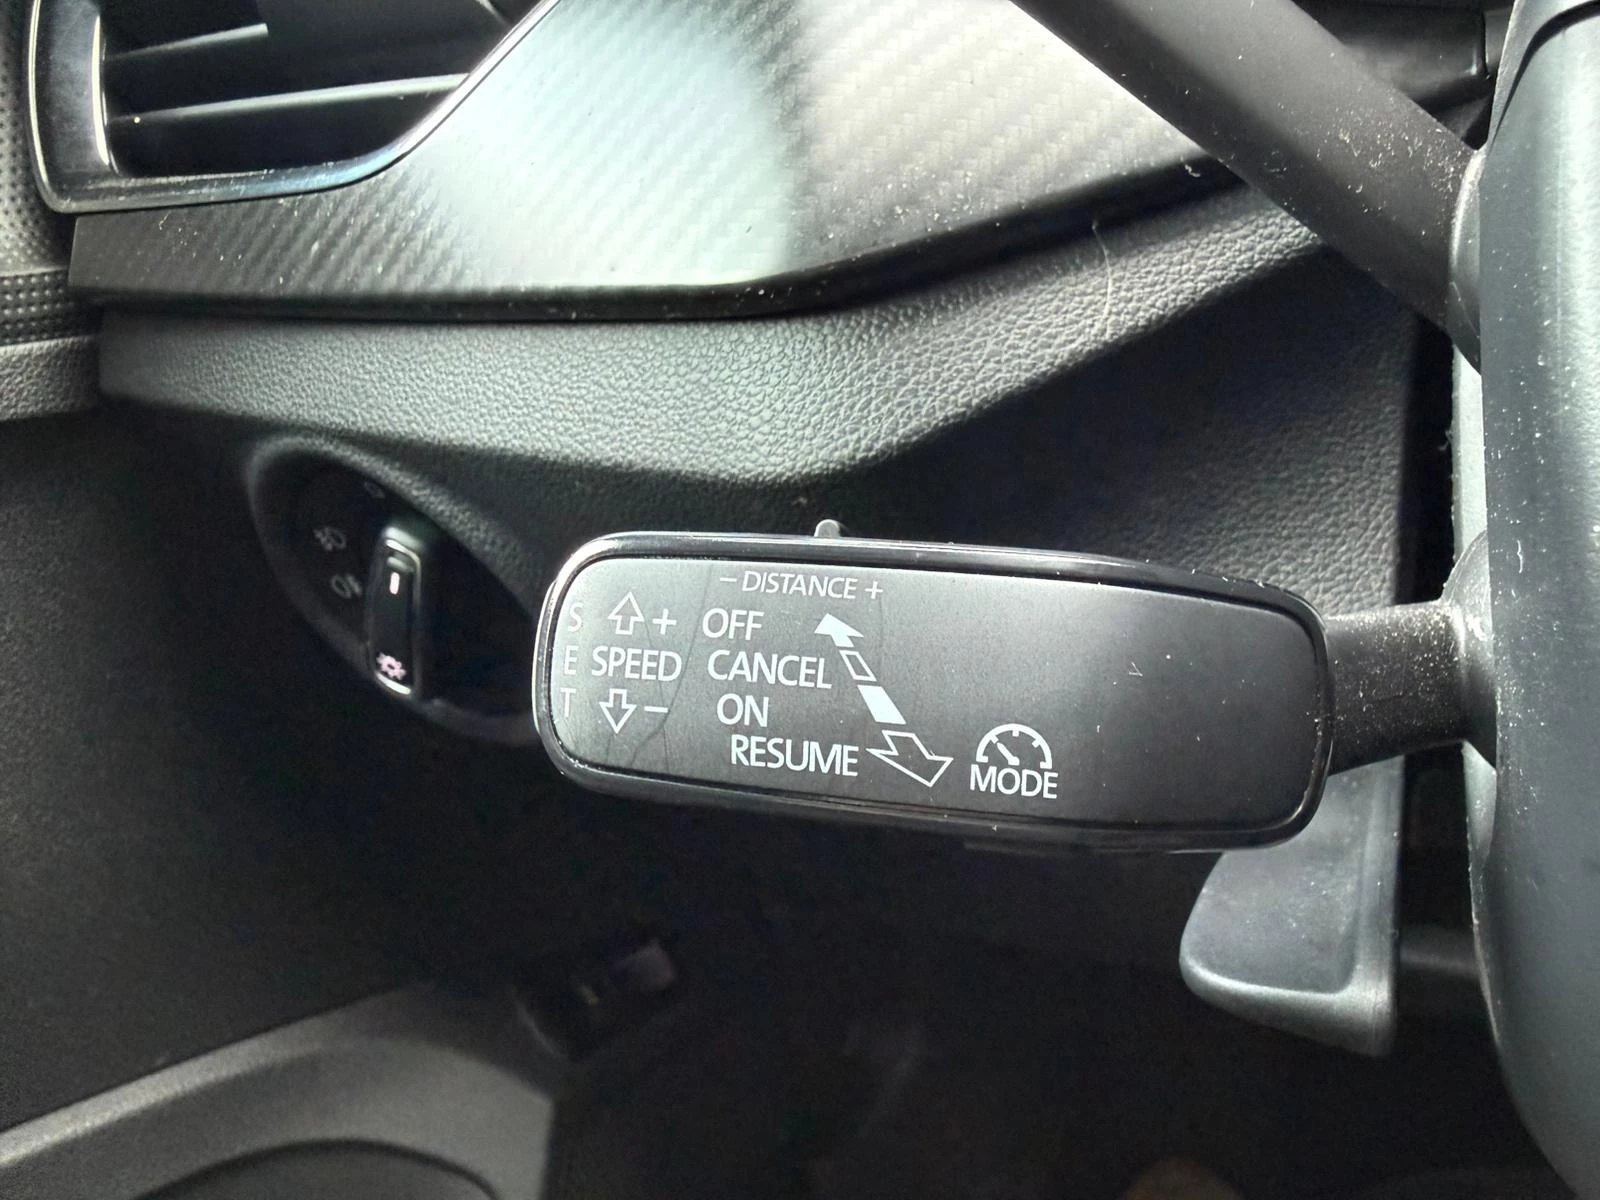 - DISTANCE +
S + OFF
E SPEED CANCEL
T - ON
RESUME
MODE